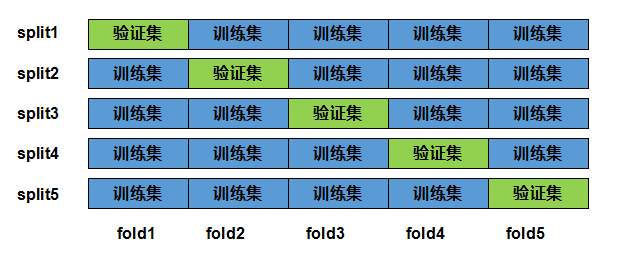 split1 验证集 训练集 训练集 训练集 训练集
split2 训练集 验证集 训练集 训练集 训练集
split3 训练集 训练集 验证集 训练集 训练集
split4 训练集 训练集 训练集 验证集 训练集
split5 训练集 训练集 训练集 训练集 验证集
fold1 fold2 fold3 fold4 fold5